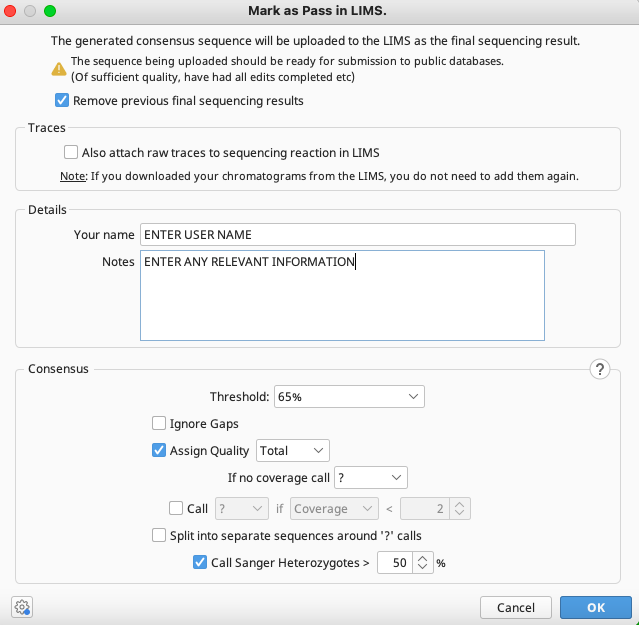 Mark as Pass in LIMS.
The generated consensus sequence will be uploaded to the LIMS as the final sequencing result.
The sequence being uploaded should be ready for submission to public databases.
(Of sufficient quality, have had all edits completed etc)
Remove previous final sequencing results
Traces
Also attach raw traces to sequencing reaction in LIMS
Note: If you downloaded your chromatograms from the LIMS, you do not need to add them again.
Details
Your name ENTER USER NAME
Notes ENTER ANY RELEVANT INFORMATION
Consensus ?
Threshold: 65%
Ignore Gaps
Assign Quality Total
If no coverage call ?
Call ? if Coverage < 2
Split into separate sequences around '?' calls
Call Sanger Heterozygotes > 50 %
Cancel OK